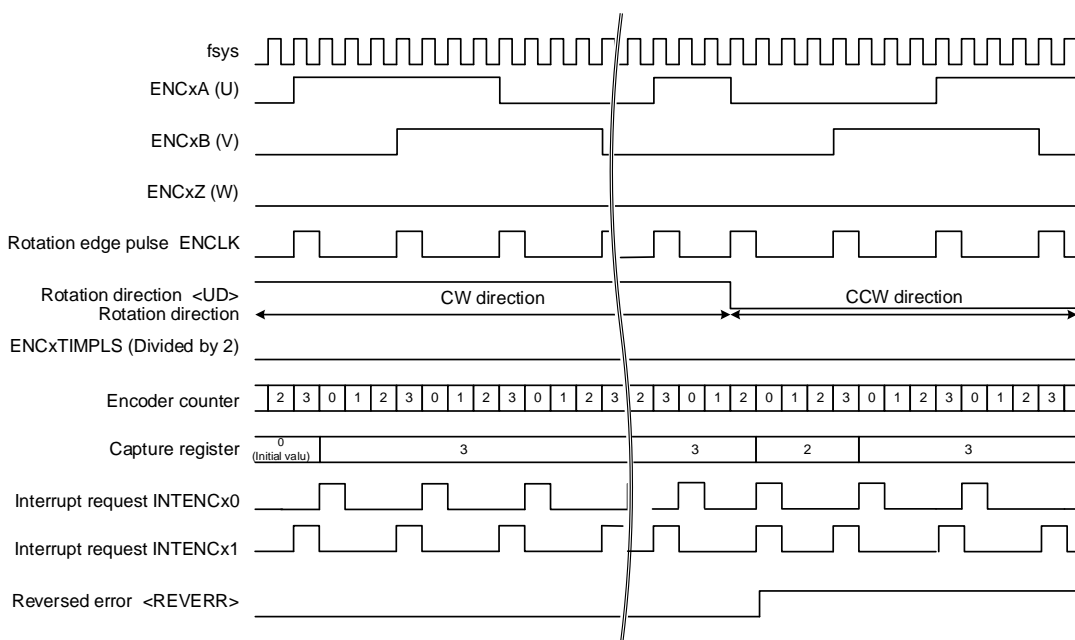 fsys
ENCxA (U)
ENCxB (V)
ENCxZ (W)
Rotation edge pulse ENCLK
Rotation direction <UD>
Rotation direction
CW direction
CCW direction
ENCxTIMPLS (Divided by 2)
Encoder counter
2 3 0 1 2 3 0 1 2 3 0 1 2 3 2 3 0 1 2 0 1 2 3 0 1 2 3 0 1 2 3
Capture register
0
(Initial valu)
3
3
2
3
Interrupt request INTENCx0
Interrupt request INTENCx1
Reversed error <REVERR>